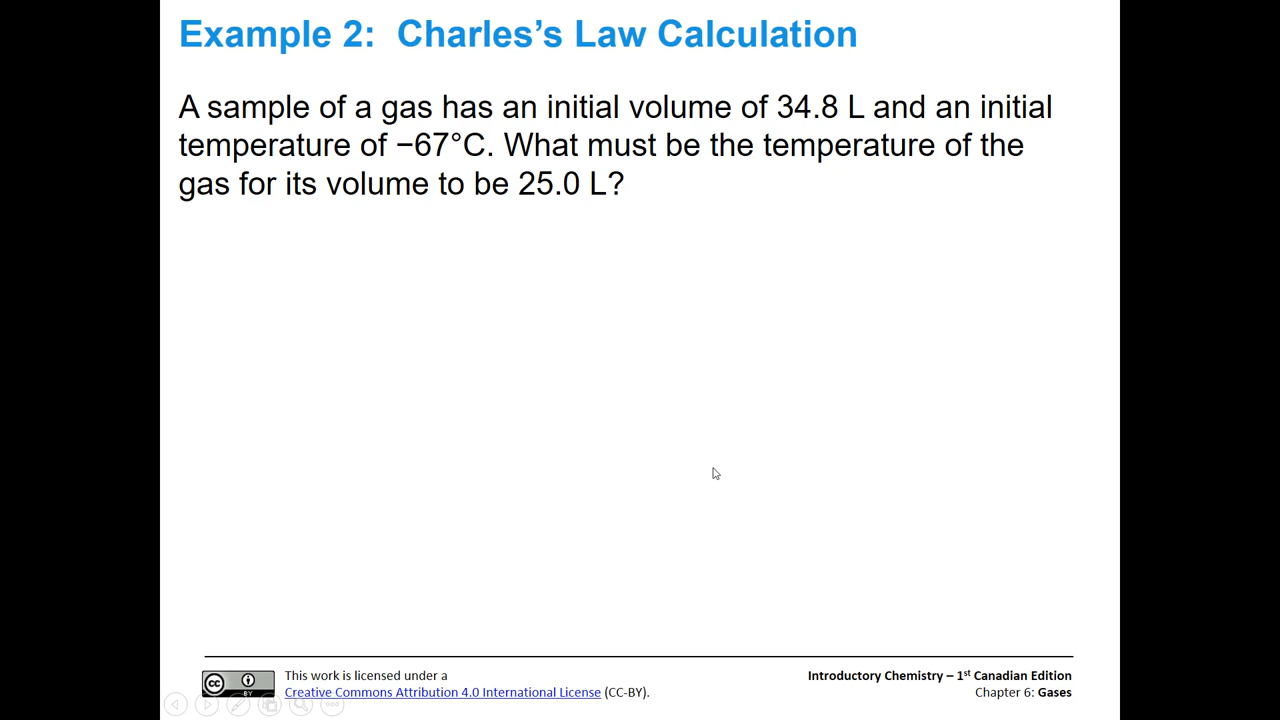 Example 2:  Charles’s Law Calculation
A sample of a gas has an initial volume of 34.8 L and an initial
temperature of −67°C. What must be the temperature of the
gas for its volume to be 25.0 L?
cc BY
This work is licensed under a
Creative Commons Attribution 4.0 International License (CC-BY).
Introductory Chemistry – 1st Canadian Edition
Chapter 6: Gases